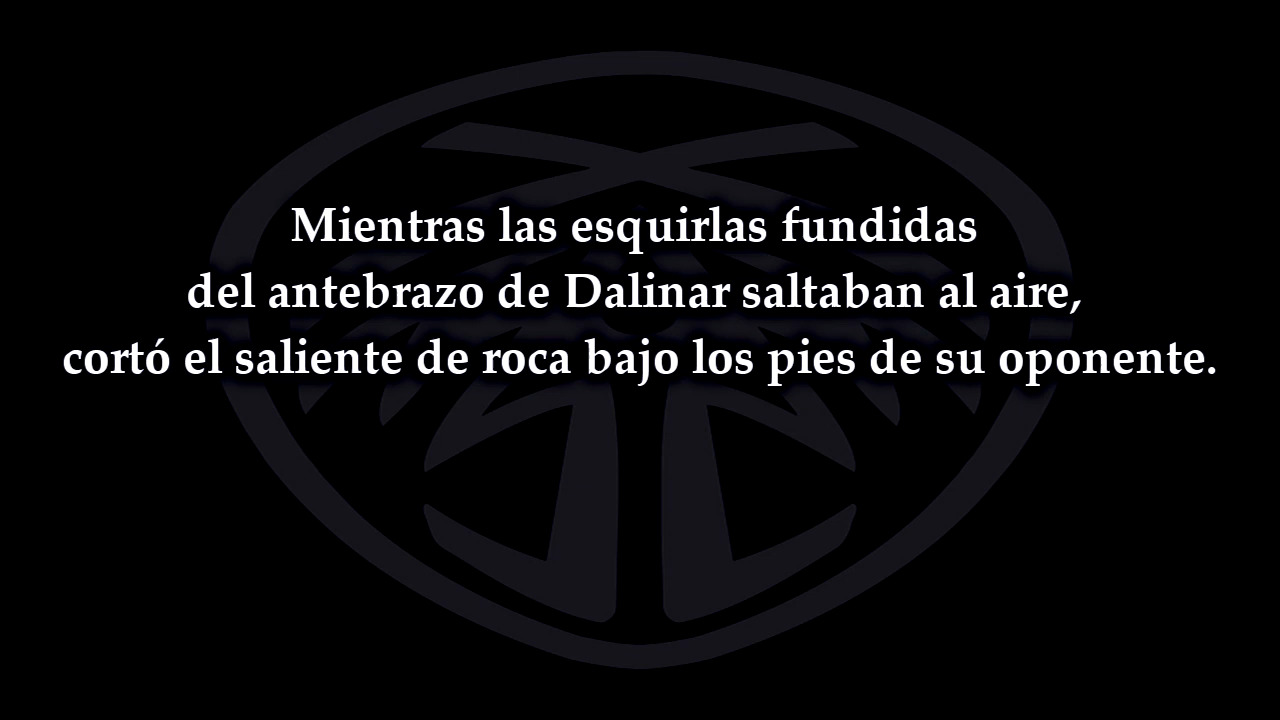 Mientras las esquirlas fundidas
del antebrazo de Dalinar saltaban al aire,
cortó el saliente de roca bajo los pies de su oponente.